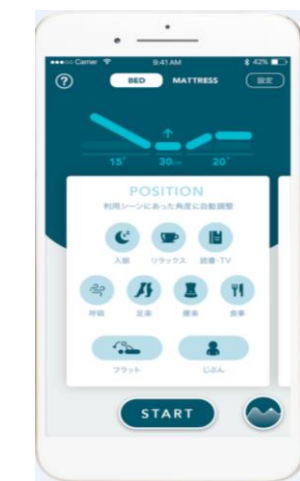 Carrier 9:41 AM 42%
? BED MATTRESS 設定
15° 30cm 20°
POSITION
利用シーンにあった角度に自動調整
入眠 リラックス 読書・TV
呼吸 足楽 腰楽 食事
フラット じぶん
START